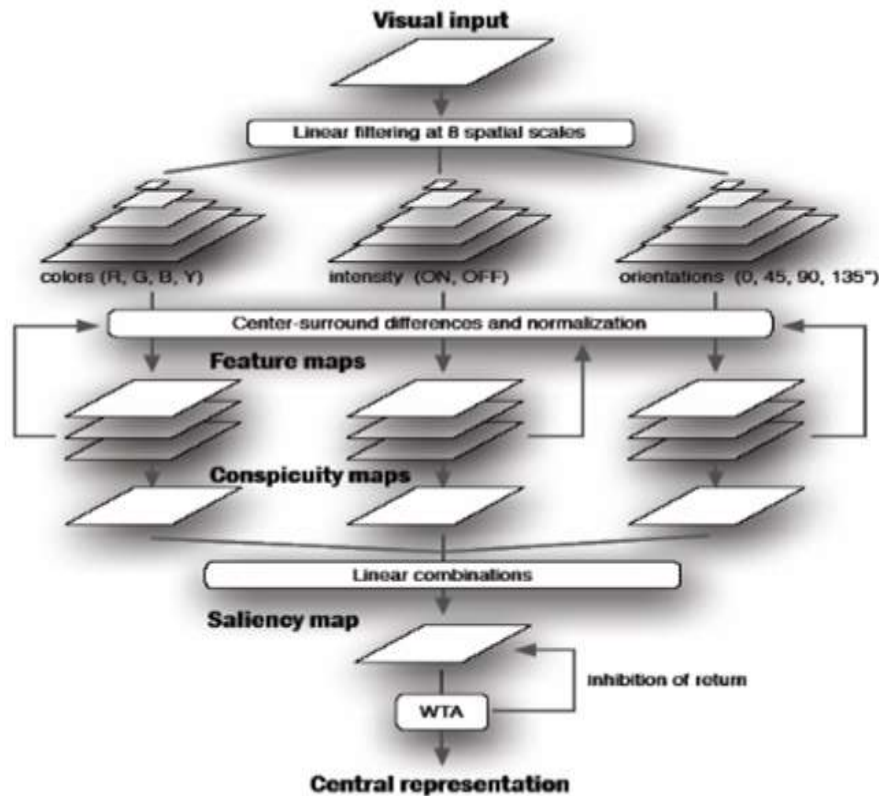 Visual input
Linear filtering at 8 spatial scales
colors (R, G, B, Y)
intensity (ON, OFF)
orientations (0, 45, 90, 135°)
Center-surround differences and normalization
Feature maps
Conspicuity maps
Linear combinations
Saliency map
inhibition of return
WTA
Central representation